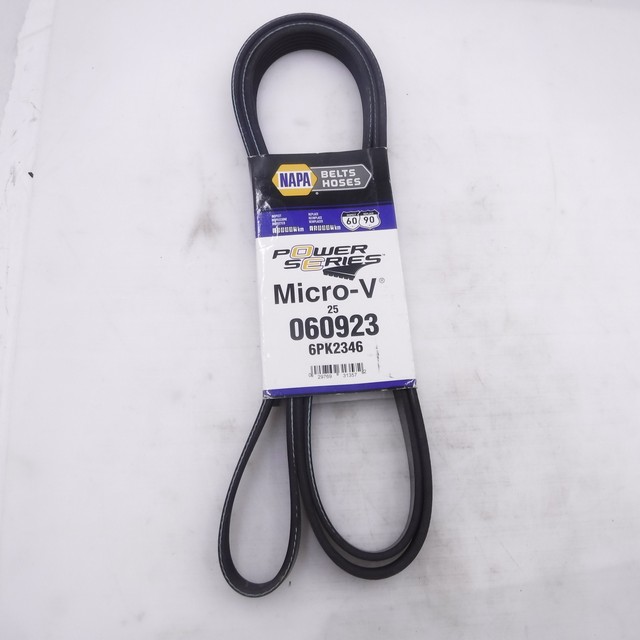 NAPA BELTS
HOSES
60 90
POWER
SERIES
Micro-V®
25
060923
6PK2346